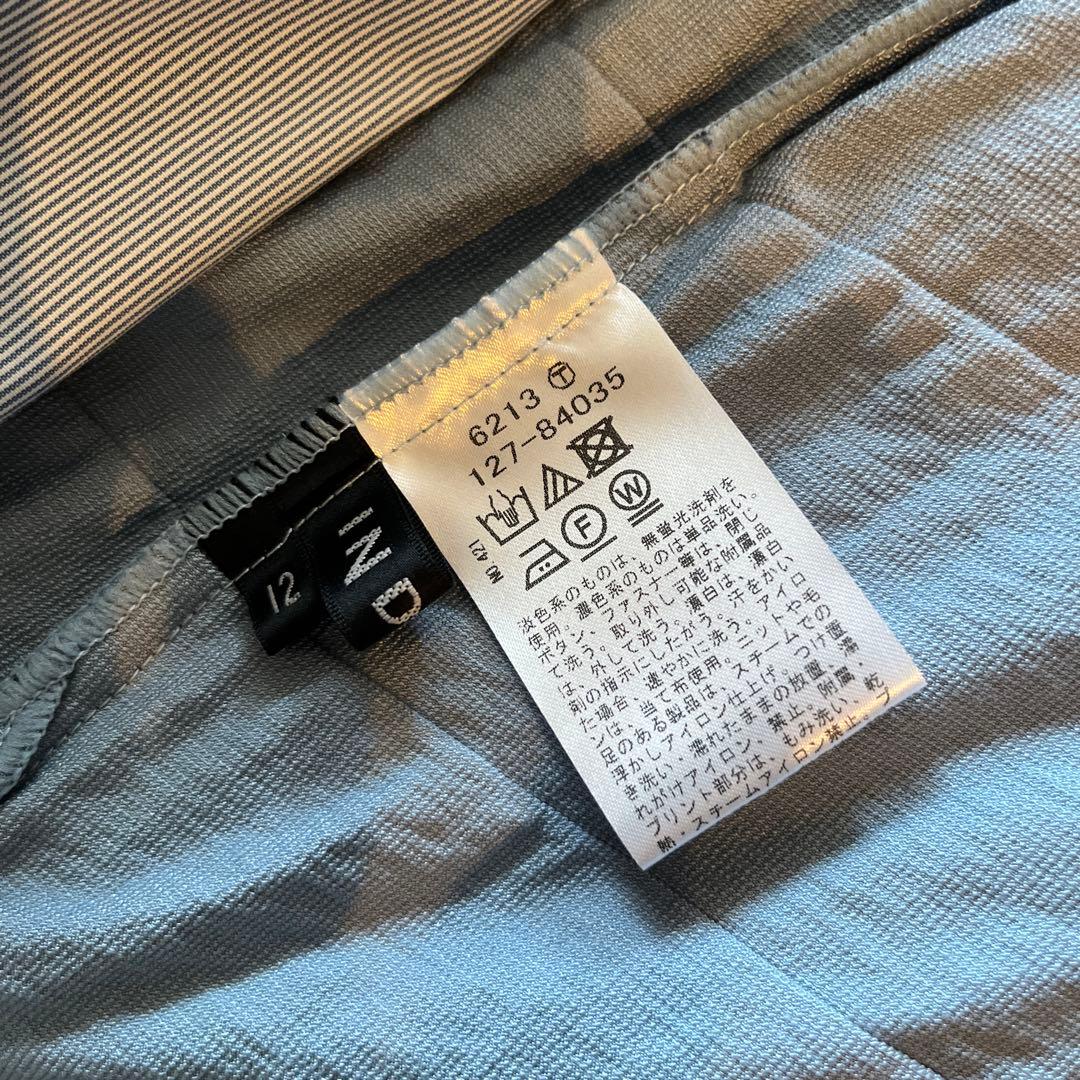 6213 Ⓣ
127-84035
F W
NO 421
淡色系のものは、無蛍光洗剤を
使用。濃色系のものは単品洗い。
ボタン、ファスナー等は、閉じ
て洗う。取り外し可能な附属品
は、外して洗う。漂白は、漂白
剤の指示にしたがう。汗をかい
た場合、速やかに洗う。アイロ
ンは、当て布使用。ニットや毛
足のある製品は、スチームでの
浮かしアイロン仕上げ。つけ置
き洗い・濡れたままの放置、濡
れがけアイロン、禁止。附属、
プリント部分は、もみ洗い・乾
熱・スチームアイロン禁止。
12
IND